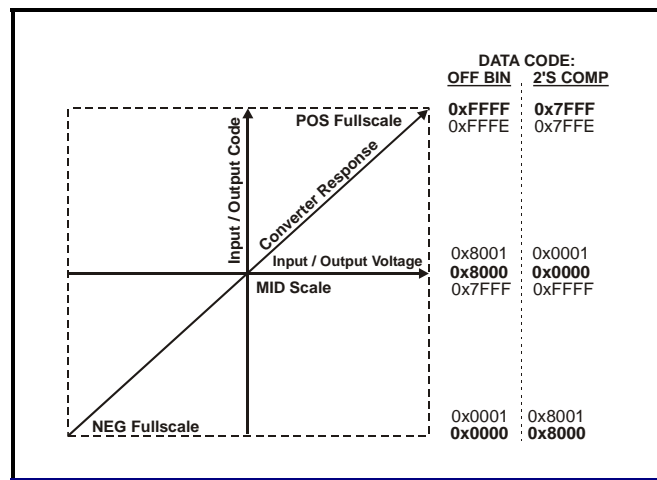 DATA CODE:
OFF BIN 2'S COMP
0xFFFF 0x7FFF
0xFFFE 0x7FFE
POS Fullscale
Input / Output Code
Converter Response
Input / Output Voltage
MID Scale
0x8001 0x0001
0x8000 0x0000
0x7FFF 0xFFFF
NEG Fullscale
0x0001 0x8001
0x0000 0x8000